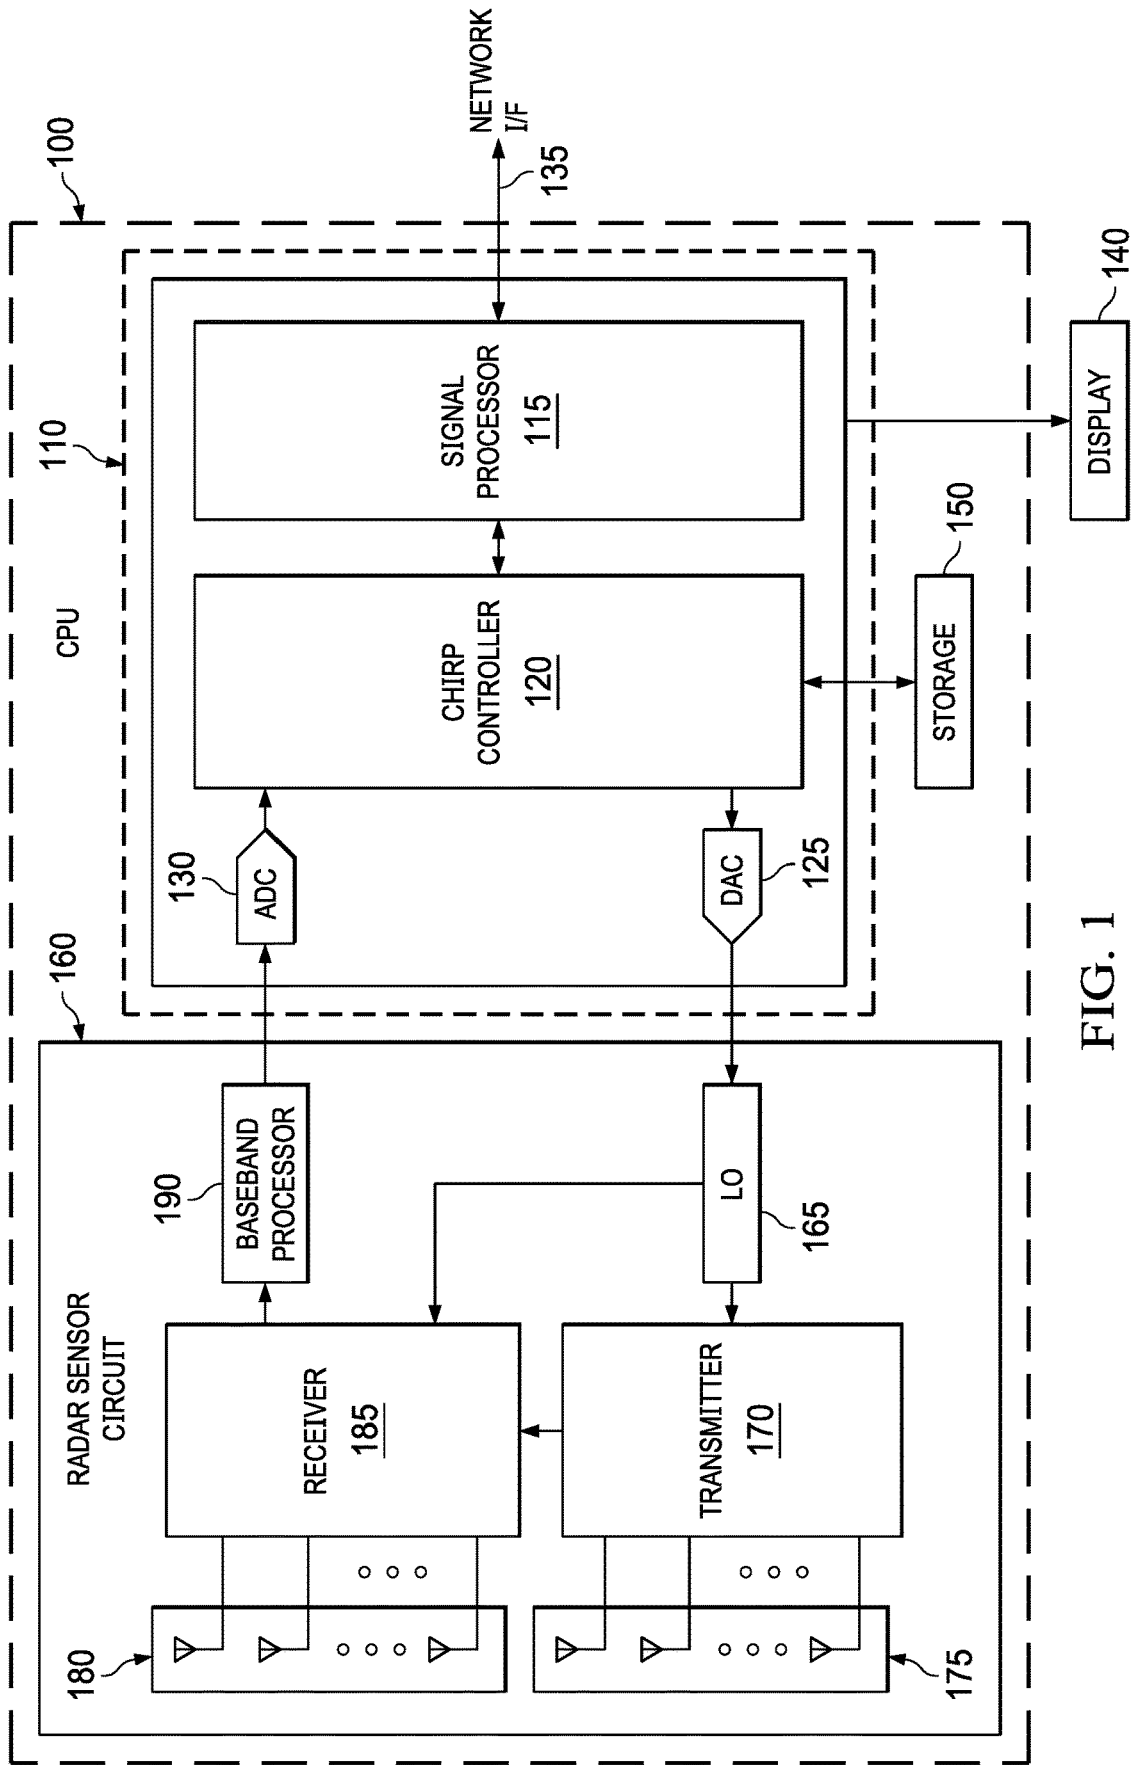 160
RADAR SENSOR
CIRCUIT
180
RECEIVER
185
190
BASEBAND
PROCESSOR
175
TRANSMITTER
170
LO
165
100
CPU
110
130
ADC
DAC
125
CHIRP
CONTROLLER
120
SIGNAL
PROCESSOR
115
NETWORK
I/F
135
STORAGE
150
DISPLAY
140
FIG. 1